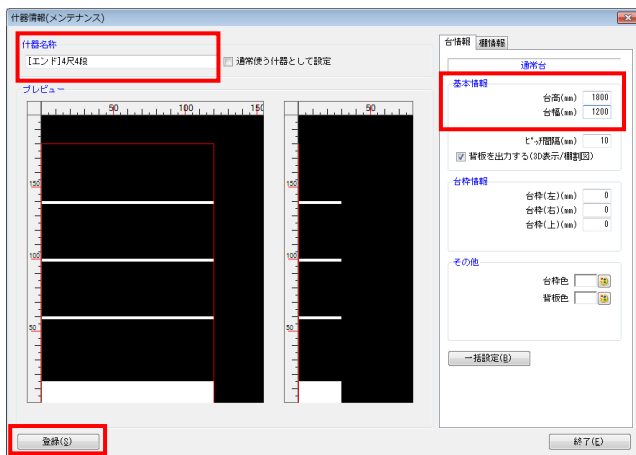 什器情報(メンテナンス)
什器名称
[エンド]4尺4段
通常使う什器として設定
プレビュー
50 100 150
50
150
100
50
150
100
50
台情報 棚情報
通常台
基本情報
台高(mm) 1800
台幅(mm) 1200
ピッチ間隔(mm) 10
背板を出力する(3D表示/棚割図)
台枠情報
台枠(左)(mm) 0
台枠(右)(mm) 0
台枠(上)(mm) 0
その他
台枠色
背板色
一括設定(B)
登録(S)
終了(E)